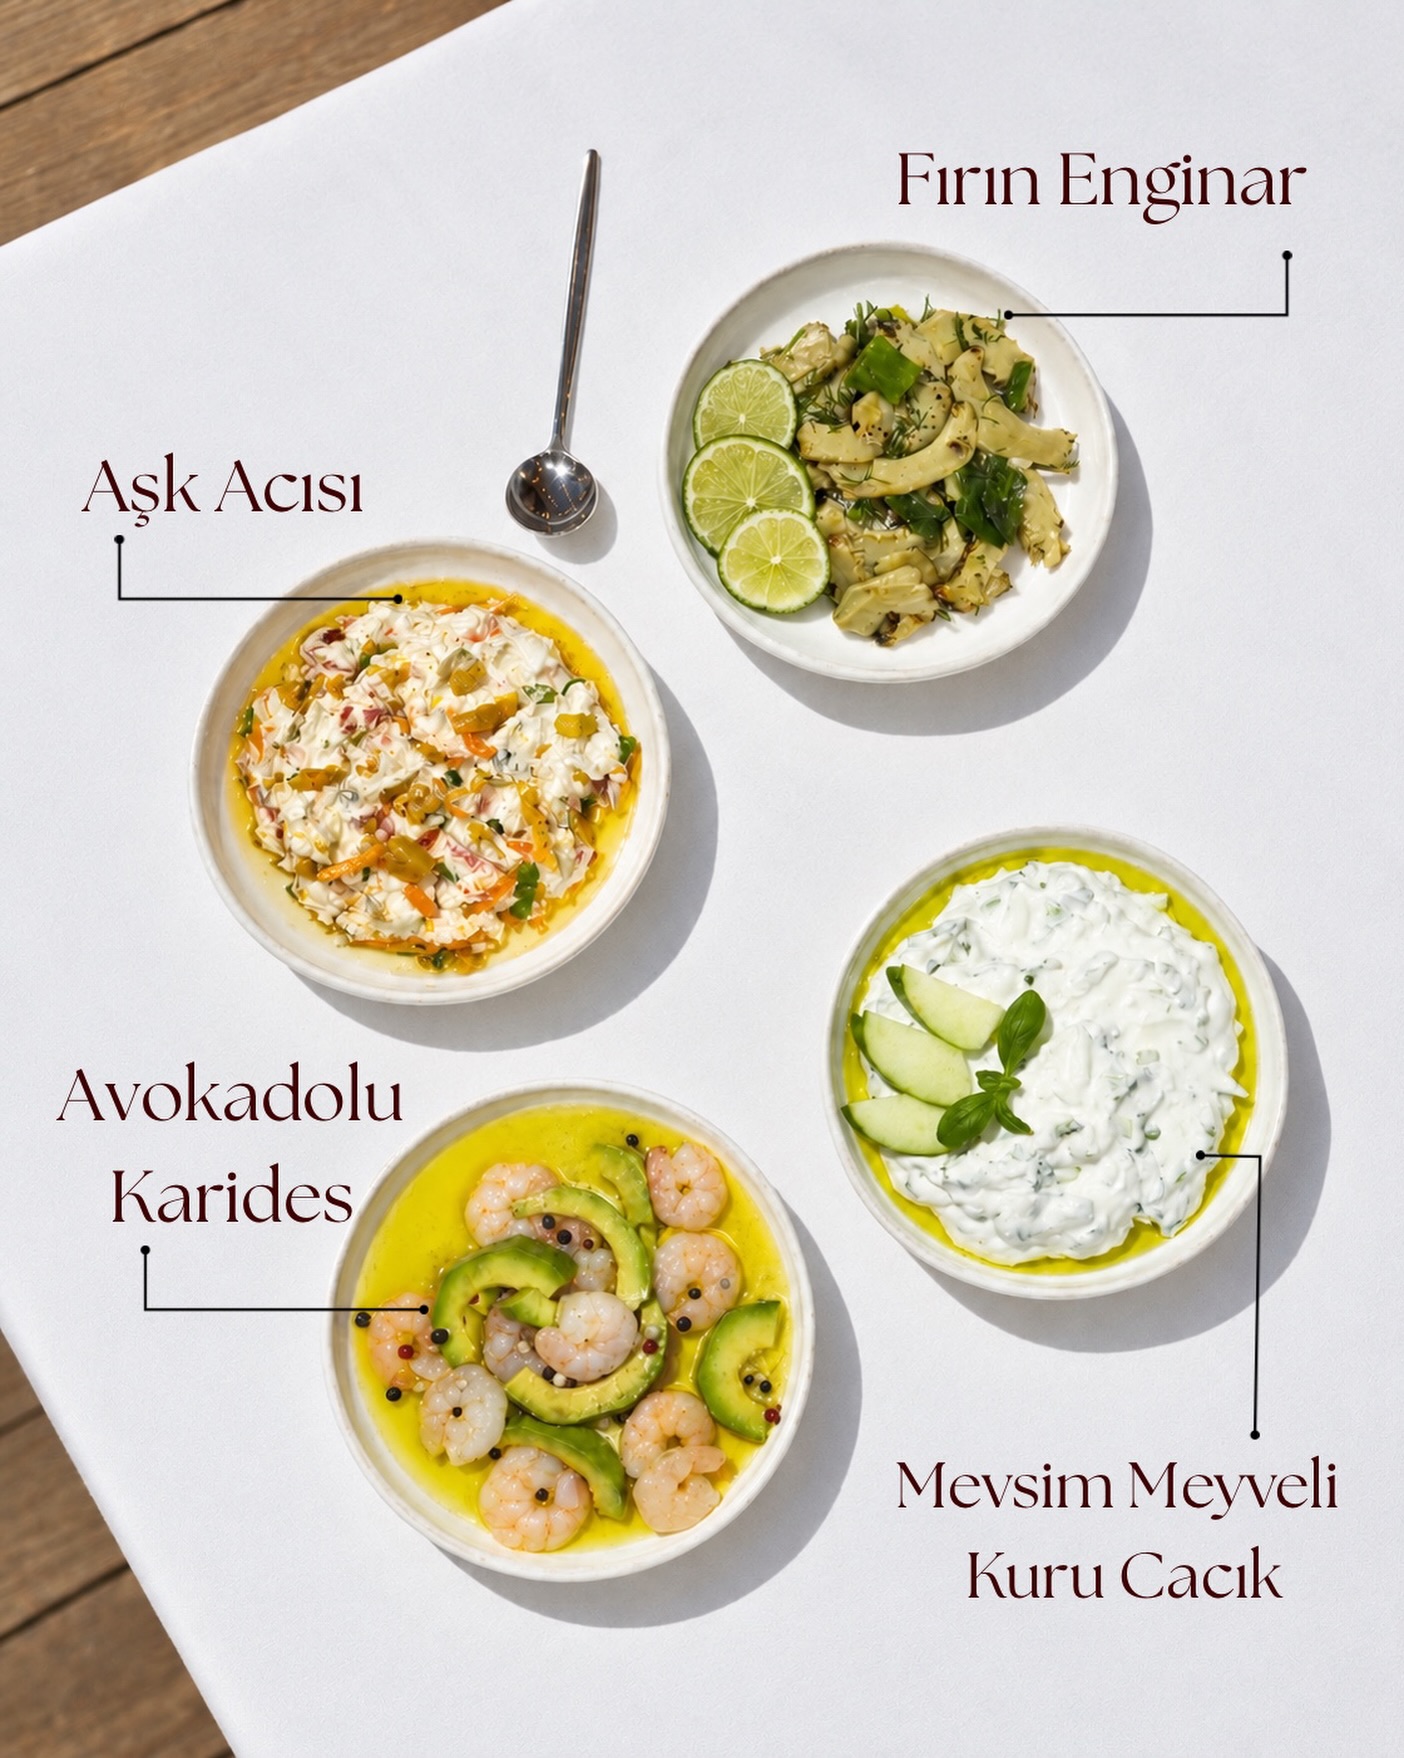 Fırın Enginar
Aşk Acısı
Avokadolu
Karides
Mevsim Meyveli
Kuru Cacık